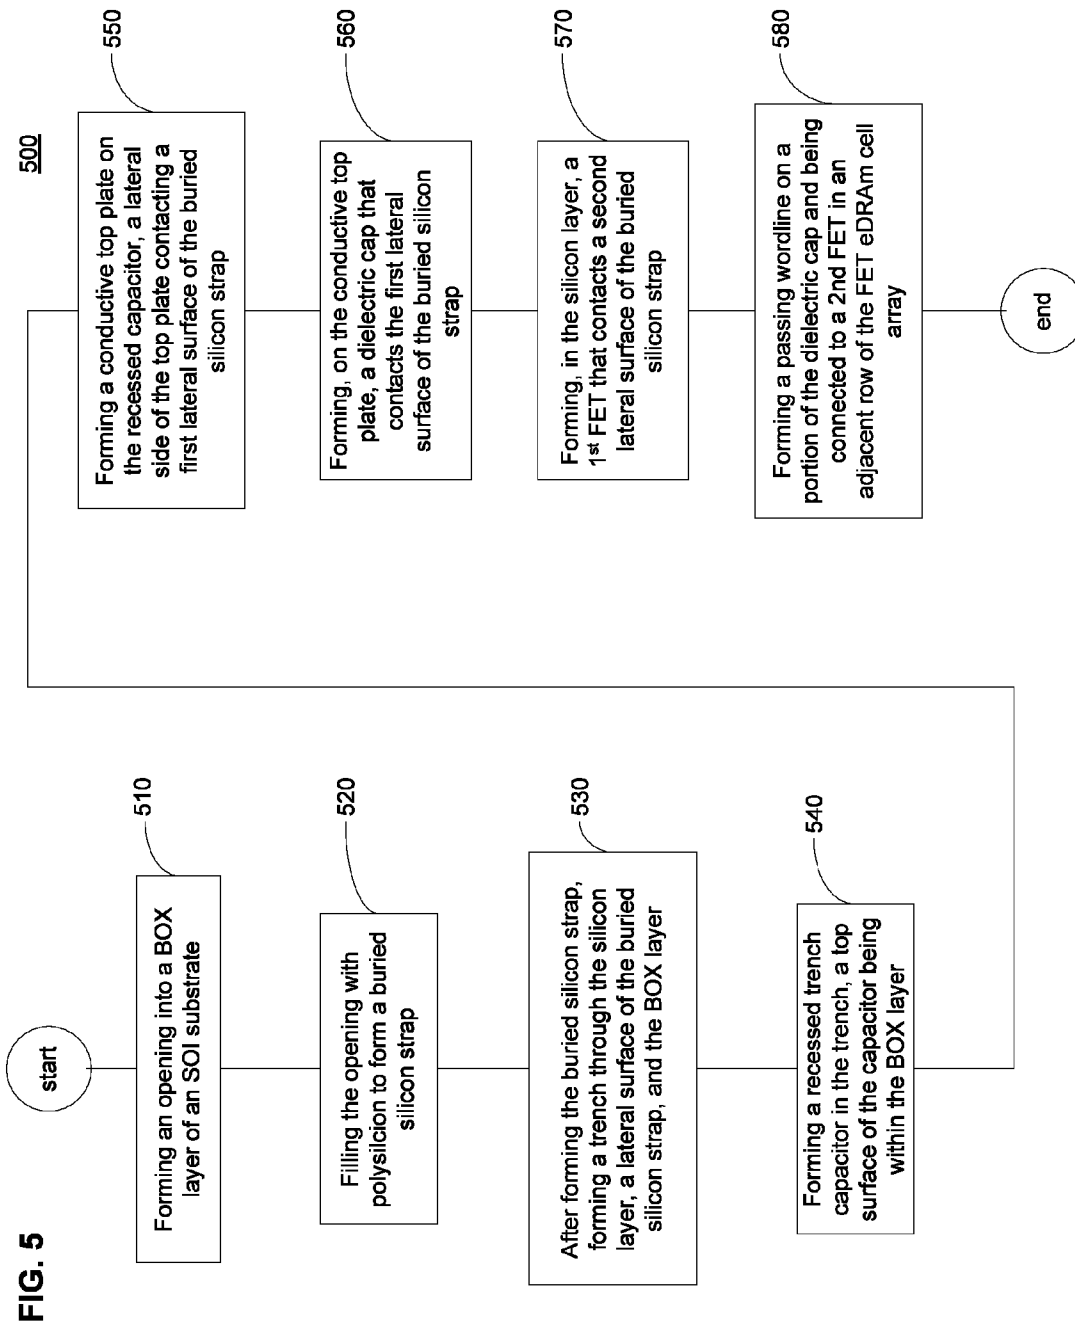 FIG. 5
500
start
Forming an opening into a BOX
layer of an SOI substrate
510
Filling the opening with
polysilcion to form a buried
silicon strap
520
After forming the buried silicon strap,
forming a trench through the silicon
layer, a lateral surface of the buried
silicon strap, and the BOX layer
530
Forming a recessed trench
capacitor in the trench, a top
surface of the capacitor being
within the BOX layer
540
Forming a conductive top plate on
the recessed capacitor, a lateral
side of the top plate contacting a
first lateral surface of the buried
silicon strap
550
Forming, on the conductive top
plate, a dielectric cap that
contacts the first lateral
surface of the buried silicon
strap
560
Forming, in the silicon layer, a
1st FET that contacts a second
lateral surface of the buried
silicon strap
570
Forming a passing wordline on a
portion of the dielectric cap and being
connected to a 2nd FET in an
adjacent row of the FET eDRAm cell
array
580
end